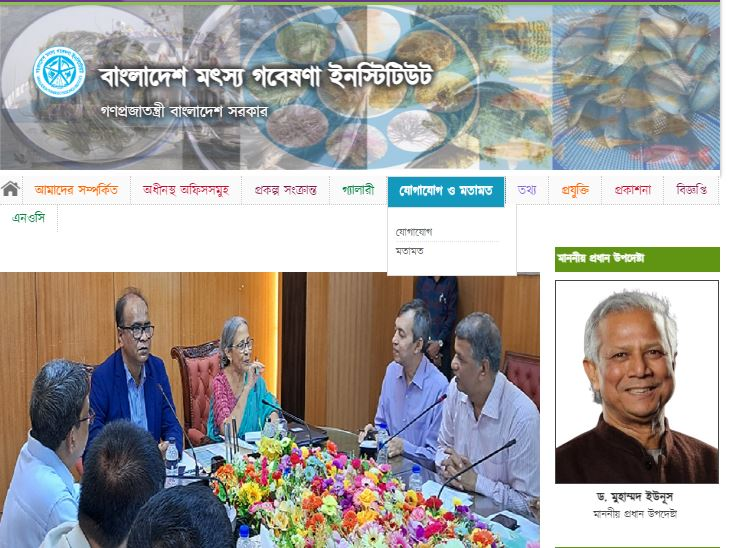 বাংলাদেশ মৎস্য গবেষণা ইনস্টিটিউট
গণপ্রজাতন্ত্রী বাংলাদেশ সরকার
আমাদের সম্পর্কিত অধীনস্থ অফিসসমুহ প্রকল্প সংক্রান্ত গ্যালারী যোগাযোগ ও মতামত তথ্য প্রযুক্তি প্রকাশনা বিজ্ঞপ্তি
এনওসি
যোগাযোগ
মতামত
মাননীয় প্রধান উপদেষ্টা
ড. মুহাম্মদ ইউনূস
মাননীয় প্রধান উপদেষ্টা